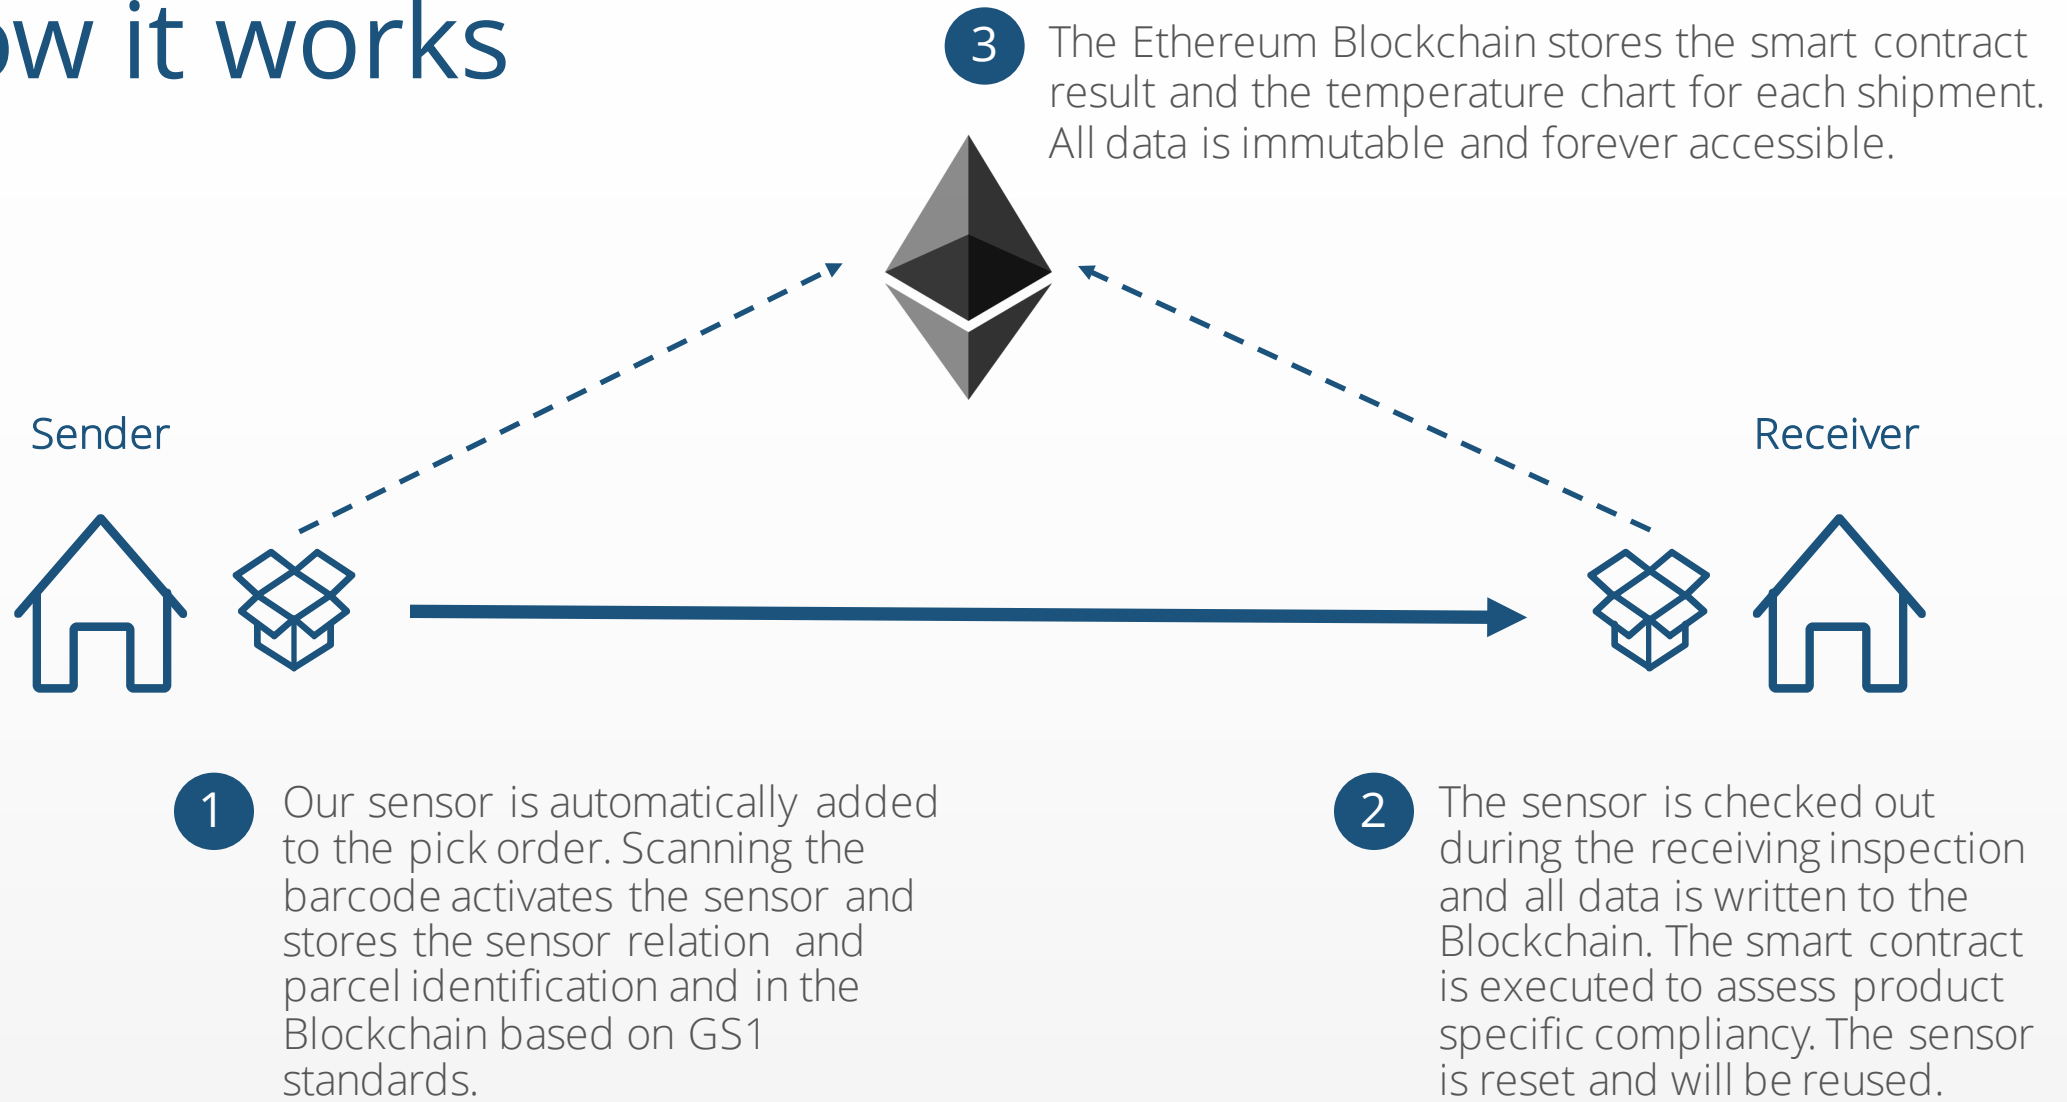 ow it works
3
The Ethereum Blockchain stores the smart contract
result and the temperature chart for each shipment.
All data is immutable and forever accessible.
Sender
Receiver
1
Our sensor is automatically added
to the pick order. Scanning the
barcode activates the sensor and
stores the sensor relation and
parcel identification and in the
Blockchain based on GS1
standards.
2
The sensor is checked out
during the receiving inspection
and all data is written to the
Blockchain. The smart contract
is executed to assess product
specific compliancy. The sensor
is reset and will be reused.